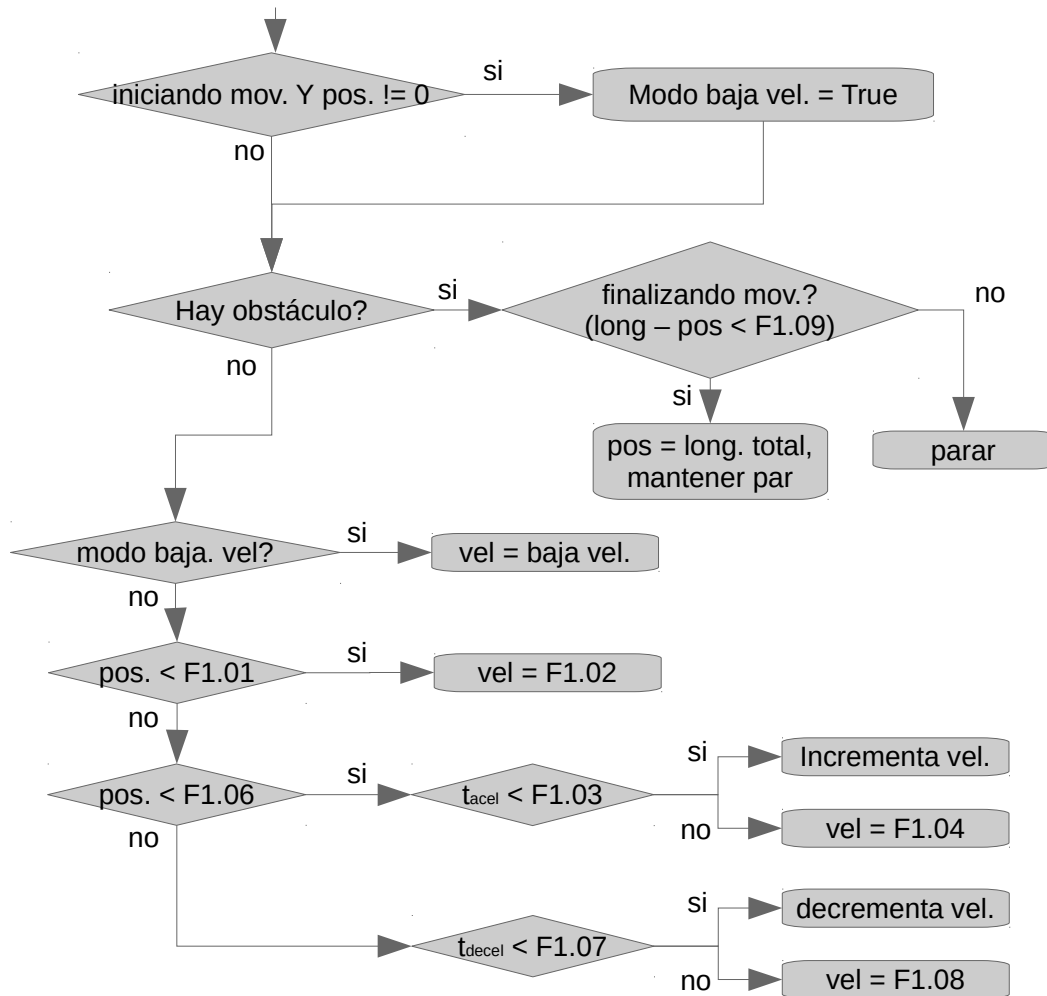 iniciando mov. Y pos. != 0
si
Modo baja vel. = True
no
Hay obstáculo?
si
finalizando mov.?
(long – pos < F1.09)
no
no
si
pos = long. total,
mantener par
parar
modo baja. vel?
si
vel = baja vel.
no
pos. < F1.01
si
vel = F1.02
no
pos. < F1.06
si
tacel < F1.03
si
Incrementa vel.
no
vel = F1.04
no
tdecel < F1.07
si
decrementa vel.
no
vel = F1.08